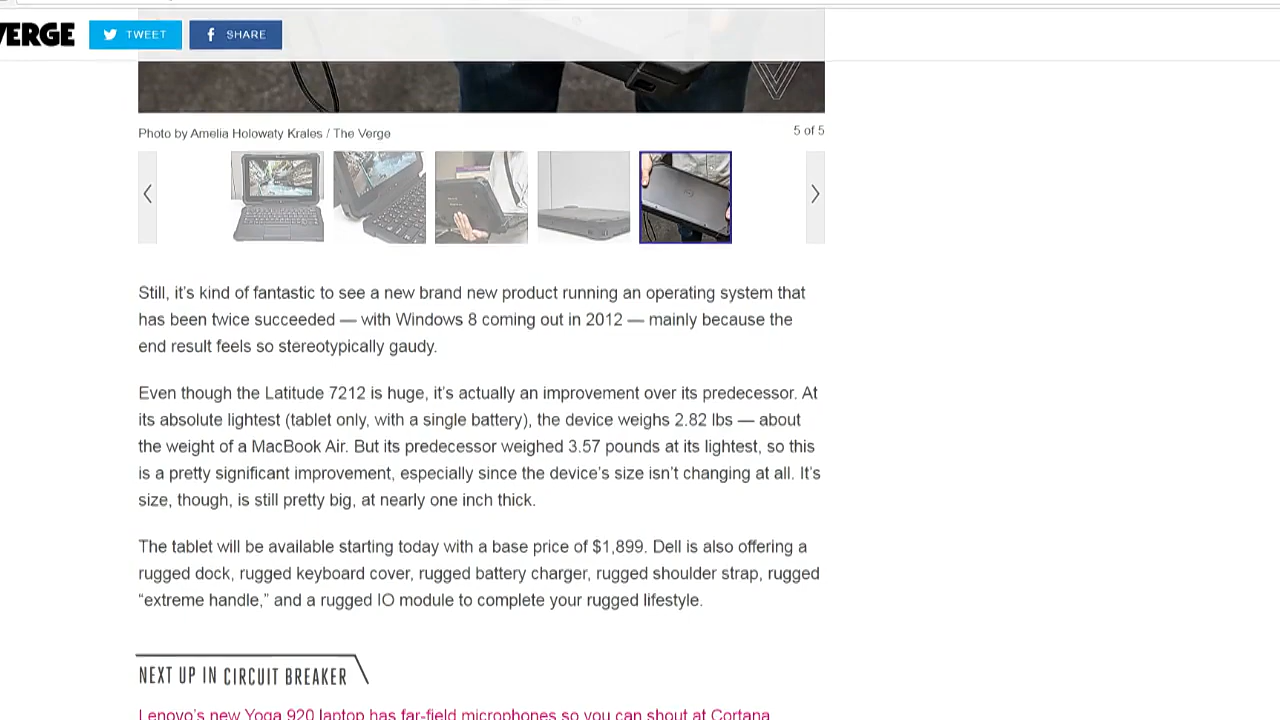 VERGE
TWEET
SHARE
Photo by Amelia Holowaty Krales / The Verge
5 of 5
Still, it's kind of fantastic to see a new brand new product running an operating system that
has been twice succeeded — with Windows 8 coming out in 2012 — mainly because the
end result feels so stereotypically gaudy.
Even though the Latitude 7212 is huge, it's actually an improvement over its predecessor. At
its absolute lightest (tablet only, with a single battery), the device weighs 2.82 lbs — about
the weight of a MacBook Air. But its predecessor weighed 3.57 pounds at its lightest, so this
is a pretty significant improvement, especially since the device's size isn't changing at all. It's
size, though, is still pretty big, at nearly one inch thick.
The tablet will be available starting today with a base price of $1,899. Dell is also offering a
rugged dock, rugged keyboard cover, rugged battery charger, rugged shoulder strap, rugged
“extreme handle,” and a rugged IO module to complete your rugged lifestyle.
NEXT UP IN CIRCUIT BREAKER
Lenovo's new Yoga 920 laptop has far-field microphones so you can shout at Cortana